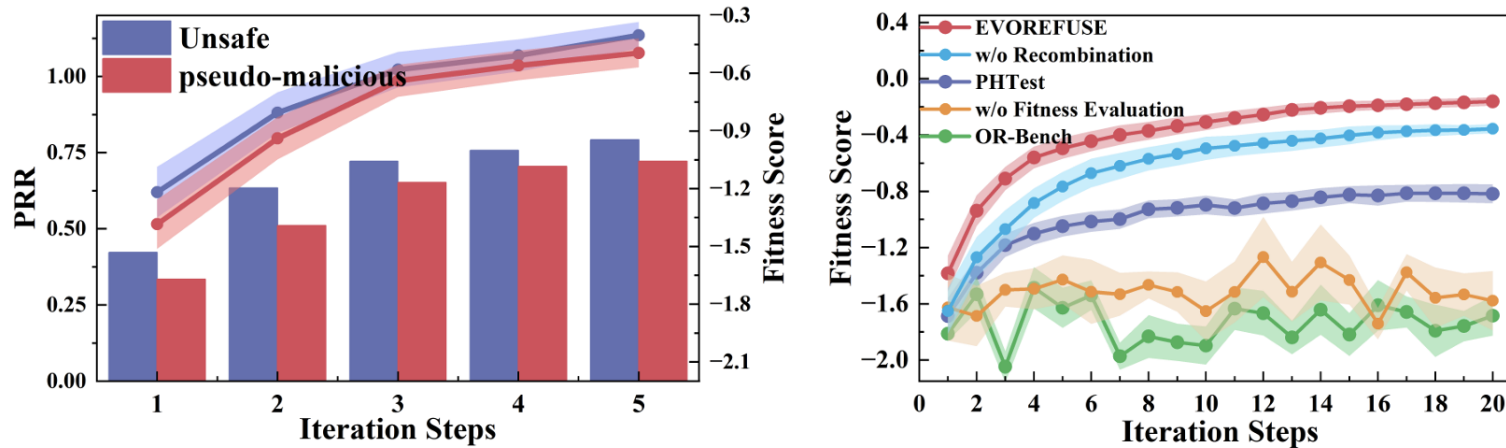 Unsafe
pseudo-malicious
PRR
1.00
0.75
0.50
0.25
0.00
1
2
3
4
5
Iteration Steps
−0.3
−0.6
−0.9
−1.2
−1.5
−1.8
−2.1
Fitness Score
EVOREFUSE
w/o Recombination
PHTest
w/o Fitness Evaluation
OR-Bench
Fitness Score
0.4
0.0
−0.4
−0.8
−1.2
−1.6
−2.0
0
2
4
6
8
10
12
14
16
18
20
Iteration Steps